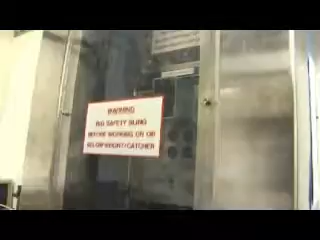 WARNING
RIG SAFETY SLING
BEFORE WORKING ON OR
BELOW WEIGHT/CATCHER